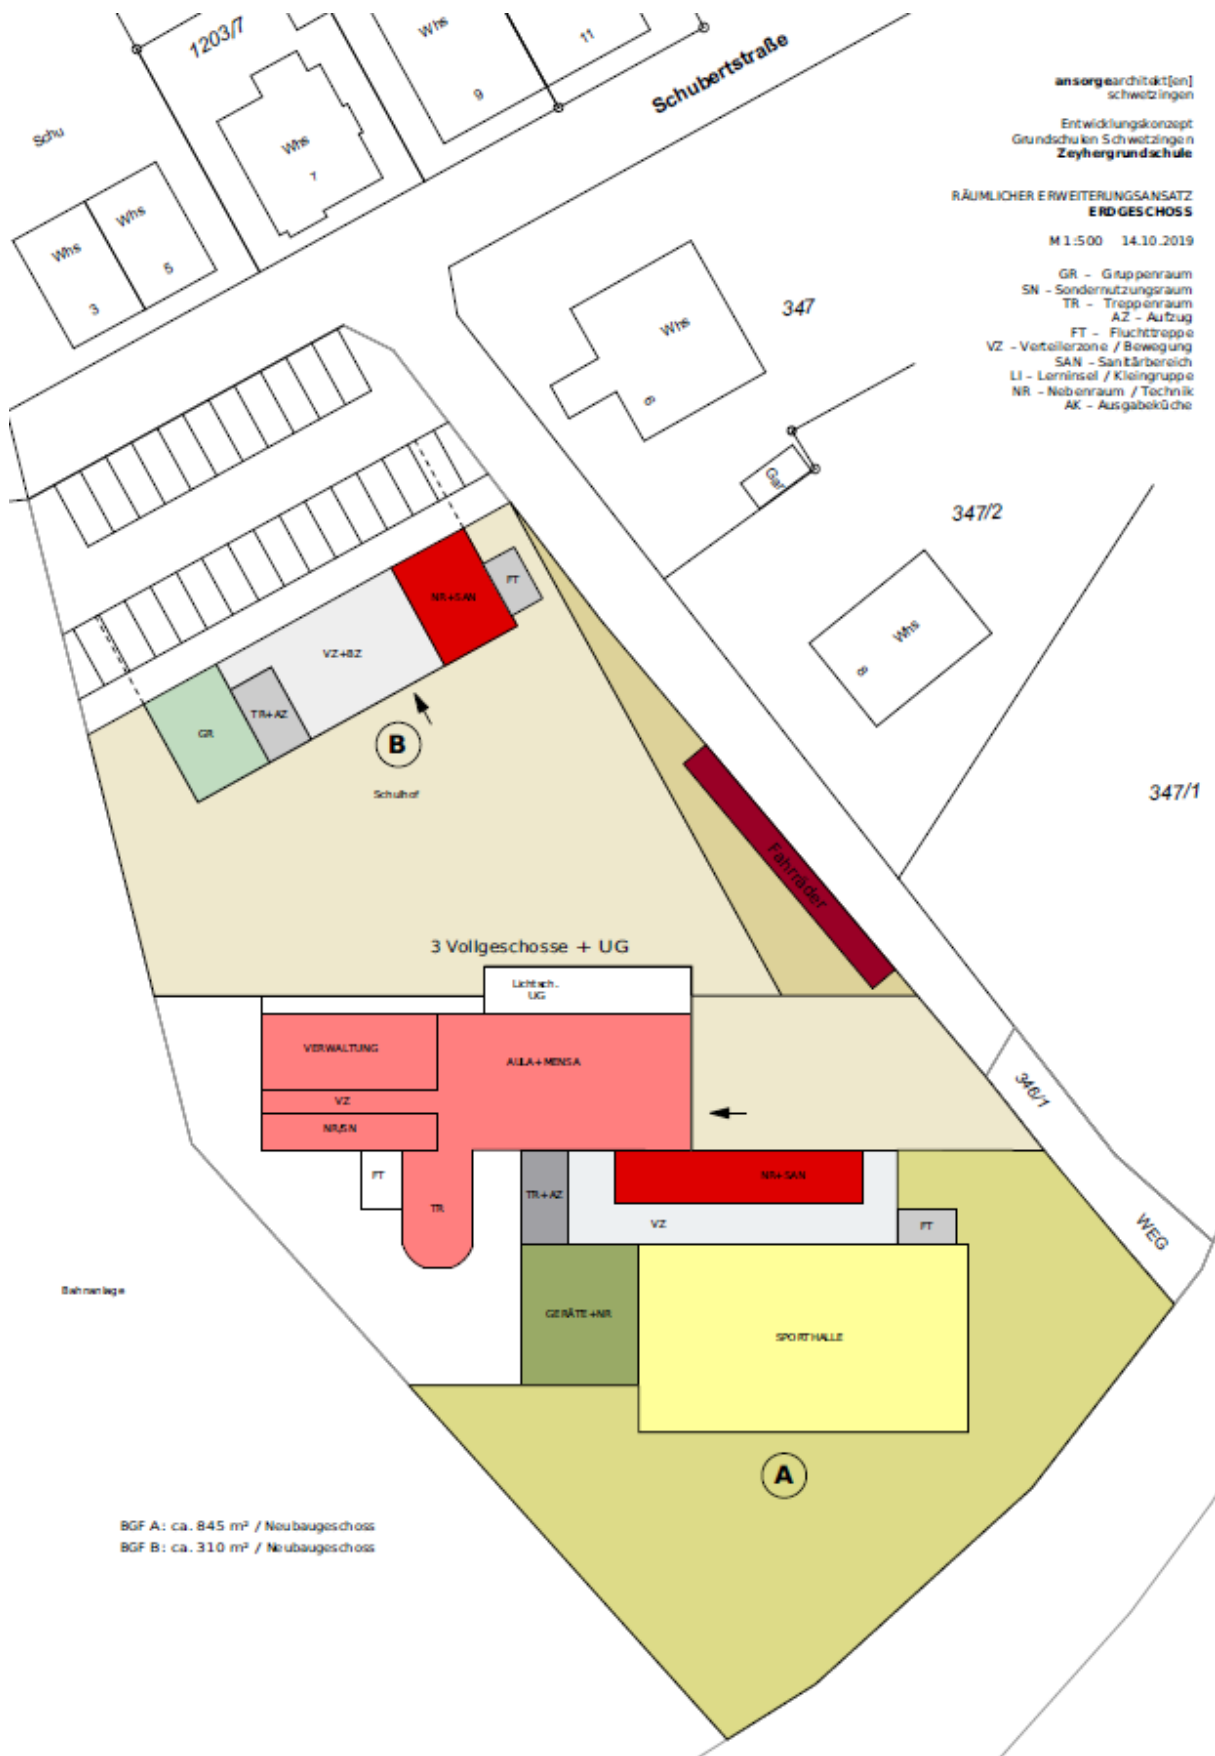 1203/7
Whs
11
9
Schubertstraße
Schu
Whs
7
Whs
5
Whs
3
ansorgearchitekt[en]
schwetzingen
Entwicklungskonzept
Grundschulen Schwetzingen
Zeyhergrundschule
RÄUMLICHER ERWEITERUNGSANSATZ
ERDGESCHOSS
M 1:500 14.10.2019
GR - Gruppenraum
SN - Sondernutzungsraum
TR - Treppenraum
AZ - Aufzug
FT - Fluchttreppe
VZ - Verteilerzone / Bewegung
SAN - Sanitärbereich
LI - Lerninsel / Kleingruppe
NR - Nebenraum / Technik
AK - Ausgabeküche
347
Whs
Gar
347/2
Whs
8
347/1
NR+SAN
FT
VZ+BZ
TR+AZ
GR
B
Schulhof
Fahrräder
3 Vollgeschosse + UG
Lichtsch.
UG
VERWALTUNG
AULA+MENSA
VZ
NR/SN
FT
TR
346/1
WEG
NR+SAN
TR+AZ
VZ
FT
GERÄTE+NR
SPORTHALLE
Bahnanlage
A
BGF A: ca. 845 m² / Neubaugeschoss
BGF B: ca. 310 m² / Neubaugeschoss